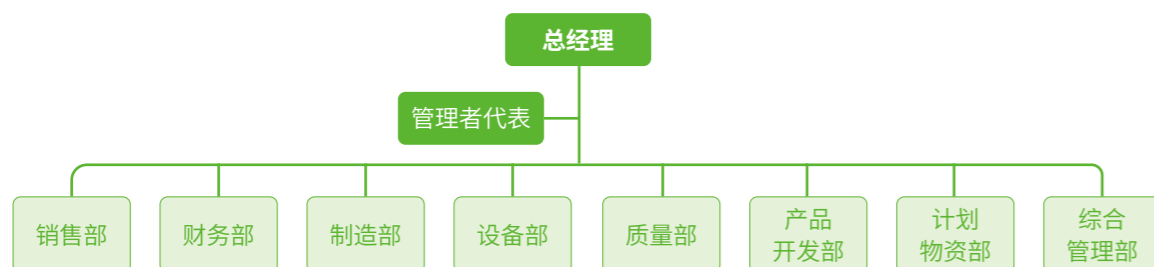 总经理
管理者代表
销售部
财务部
制造部
设备部
质量部
产品
开发部
计划
物资部
综合
管理部